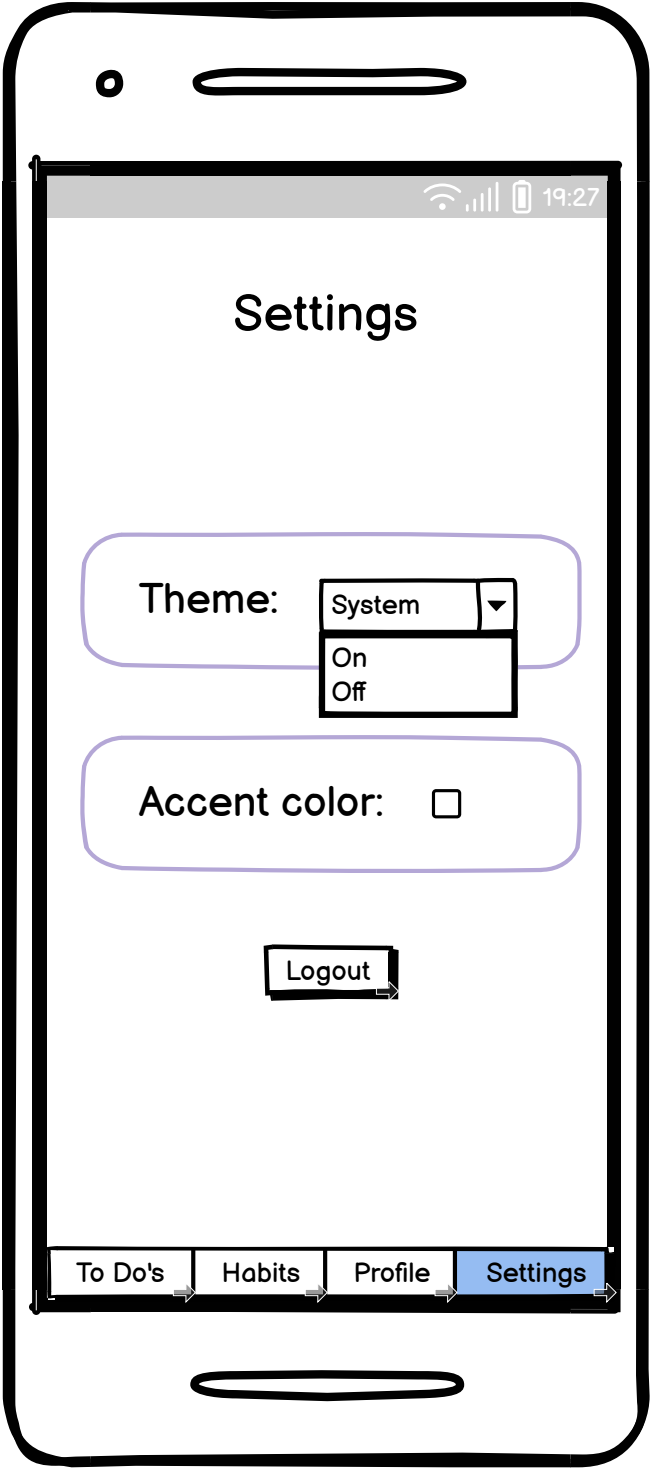 19:27
Settings
Theme: System
On
Off
Accent color:
Logout
To Do's Habits Profile Settings